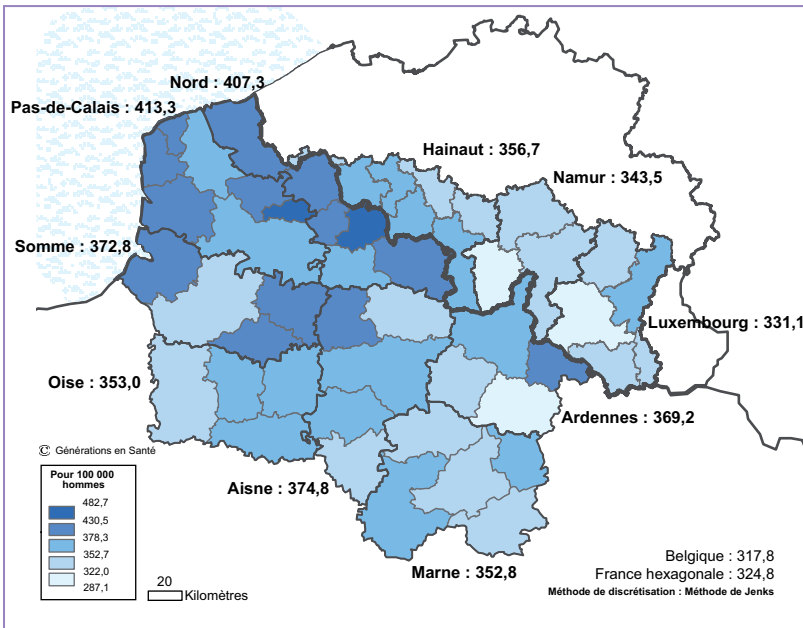 Nord : 407,3
Pas-de-Calais : 413,3
Hainaut : 356,7
Namur : 343,5
Somme : 372,8
Luxembourg : 331,1
Oise : 353,0
Ardennes : 369,2
© Générations en Santé
Pour 100 000
hommes
482,7
430,5
378,3
352,7
322,0
287,1
Aisne : 374,8
Marne : 352,8
20
Kilomètres
Belgique : 317,8
France hexagonale : 324,8
Méthode de discrétisation : Méthode de Jenks